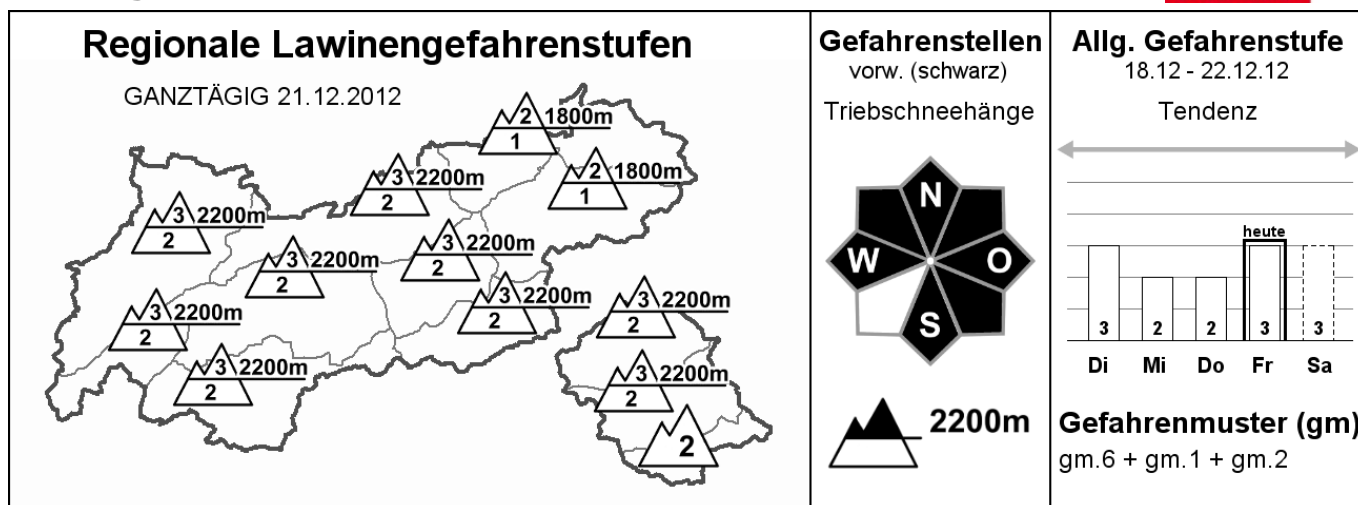 Regionale Lawinengefahrenstufen
GANZTÄGIG 21.12.2012
2 1800m
1
2 1800m
1
3 2200m
2
3 2200m
2
3 2200m
2
3 2200m
2
3 2200m
2
3 2200m
2
3 2200m
2
3 2200m
2
3 2200m
2
2
Gefahrenstellen
vorw. (schwarz)
Triebschneehänge
N
W
O
S
2200m
Allg. Gefahrenstufe
18.12 - 22.12.12
Tendenz
heute
3 2 2 3 3
Di Mi Do Fr Sa
Gefahrenmuster (gm)
gm.6 + gm.1 + gm.2